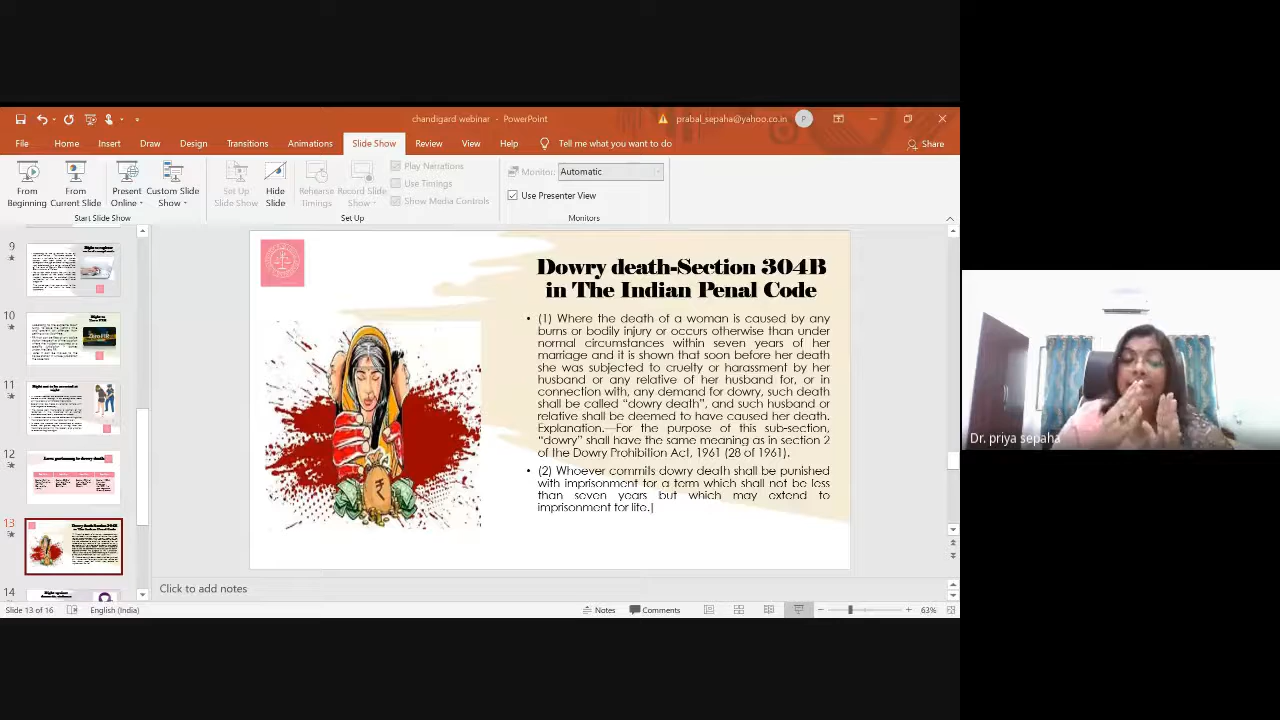 chandigard webinar - PowerPoint
prabal_sepaha@yahoo.co.in
P
File Home Insert Draw Design Transitions Animations Slide Show Review View Help Tell me what you want to do
Share
From Beginning
From Current Slide
Present Online
Custom Slide Show
Set Up Slide Show
Hide Slide
Rehearse Timings
Record Slide Show
Play Narrations
Use Timings
Show Media Controls
Monitor: Automatic
Use Presenter View
Start Slide Show
Set Up
Monitors
9
10
11
12
13
14
Dowry death-Section 304B
in The Indian Penal Code
• (1) Where the death of a woman is caused by any
burns or bodily injury or occurs otherwise than under
normal circumstances within seven years of her
marriage and it is shown that soon before her death
she was subjected to cruelty or harassment by her
husband or any relative of her husband for, or in
connection with, any demand for dowry, such death
shall be called “dowry death”, and such husband or
relative shall be deemed to have caused her death.
Explanation.—For the purpose of this sub-section,
“dowry” shall have the same meaning as in section 2
of the Dowry Prohibition Act, 1961 (28 of 1961).
• (2) Whoever commits dowry death shall be punished
with imprisonment for a term which shall not be less
than seven years but which may extend to
imprisonment for life.
₹
Dr. priya sepaha
Click to add notes
Slide 13 of 16
English (India)
Notes
Comments
63%